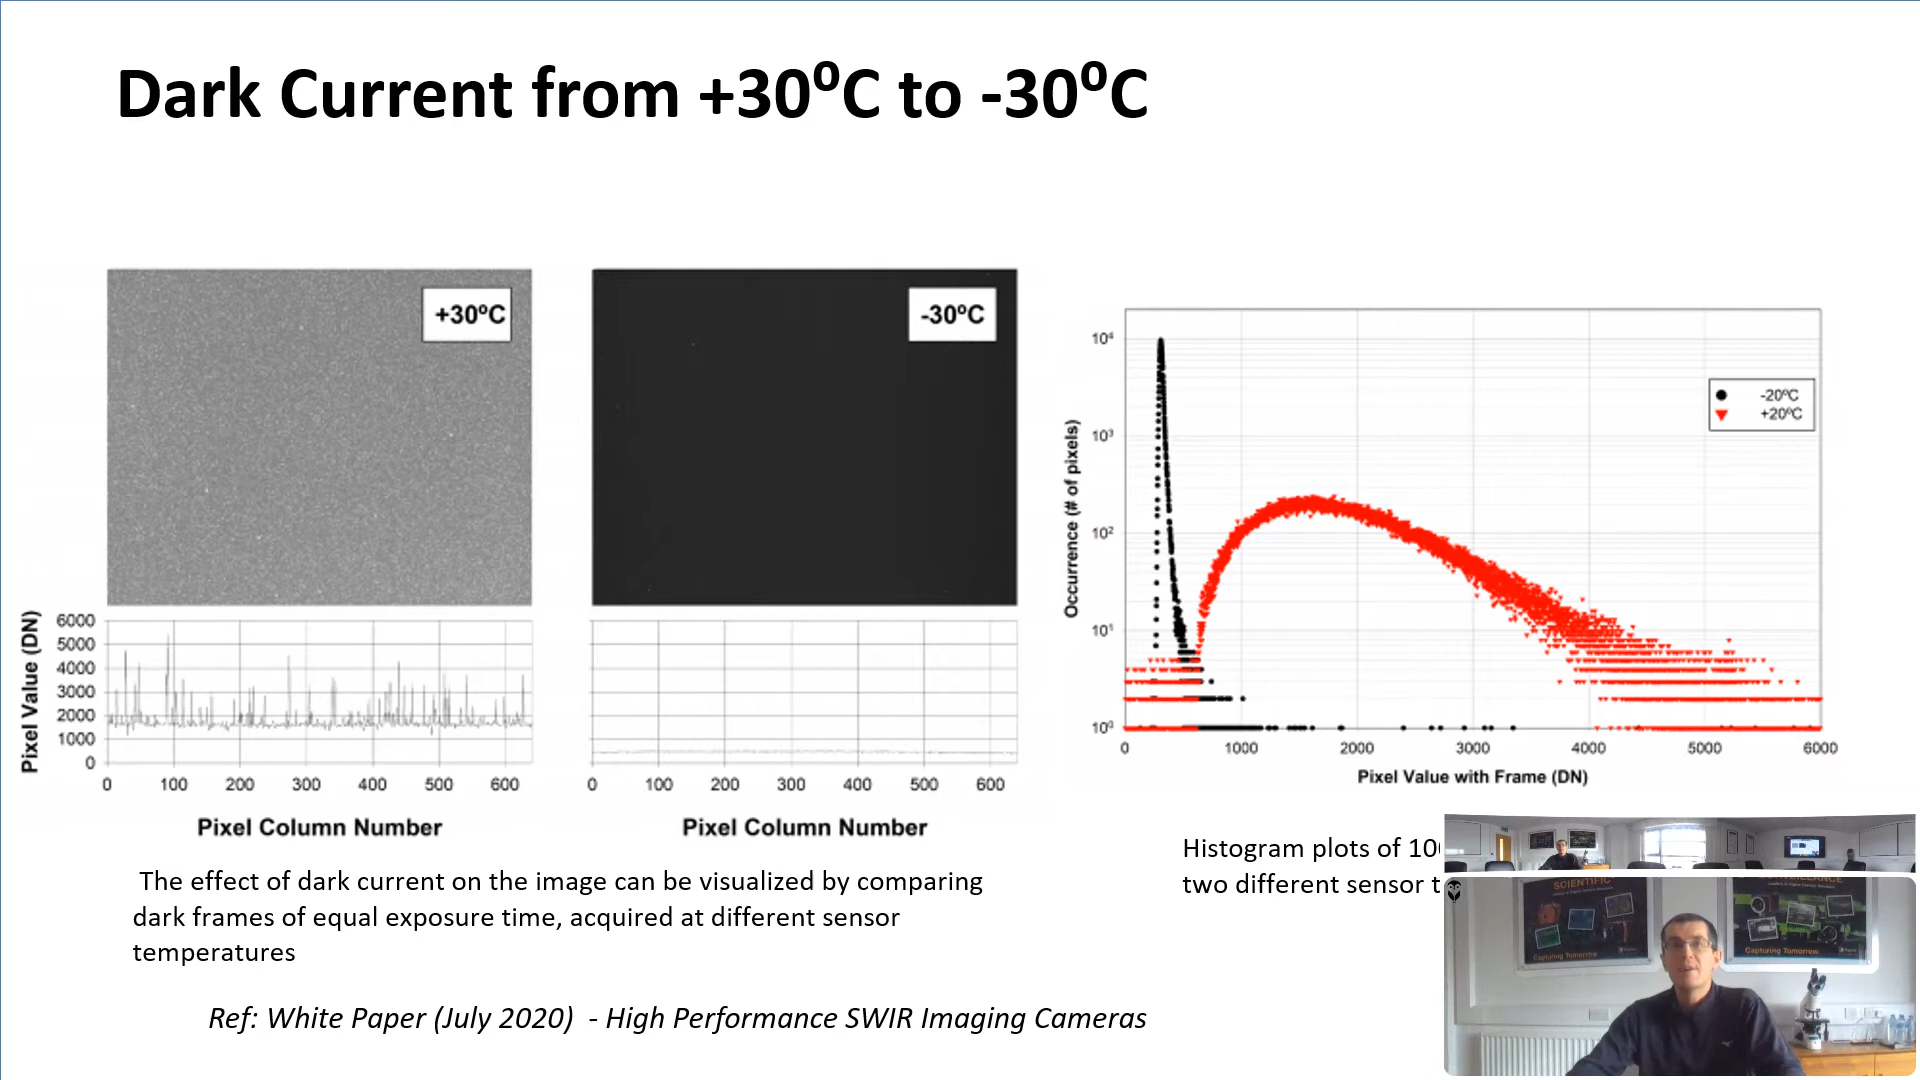 Dark Current from +30⁰C to -30⁰C
+30ºC
-30ºC
Pixel Value (DN)
6000
5000
4000
3000
2000
1000
0
0 100 200 300 400 500 600
Pixel Column Number
0 100 200 300 400 500 600
Pixel Column Number
Occurrence (# of pixels)
10⁴
10³
10²
10¹
10⁰
-20ºC
+20ºC
0 1000 2000 3000 4000 5000 6000
Pixel Value with Frame (DN)
The effect of dark current on the image can be visualized by comparing
dark frames of equal exposure time, acquired at different sensor
temperatures
Histogram plots of 10
two different sensor t
Ref: White Paper (July 2020) - High Performance SWIR Imaging Cameras
SCIENTIFIC
Capturing Tomorrow
Capturing Tomorrow